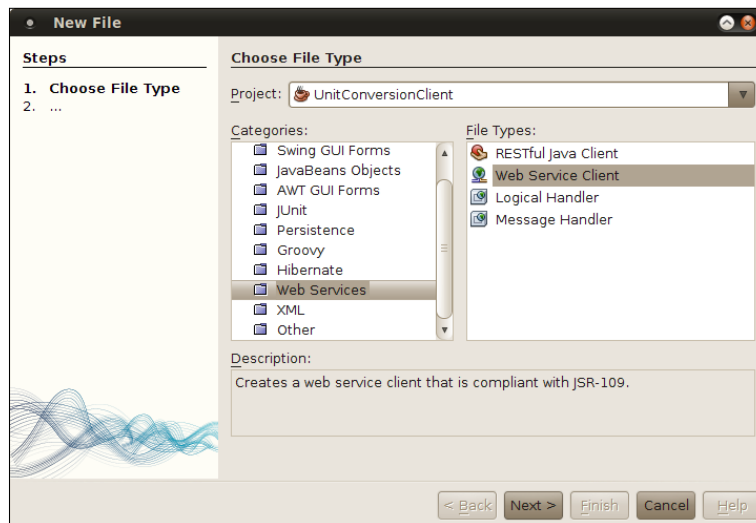 New File
Steps
1. Choose File Type
2. ...
Choose File Type
Project: UnitConversionClient
Categories:
Swing GUI Forms
JavaBeans Objects
AWT GUI Forms
JUnit
Persistence
Groovy
Hibernate
Web Services
XML
Other
File Types:
RESTful Java Client
Web Service Client
Logical Handler
Message Handler
Description:
Creates a web service client that is compliant with JSR-109.
< Back Next > Finish Cancel Help